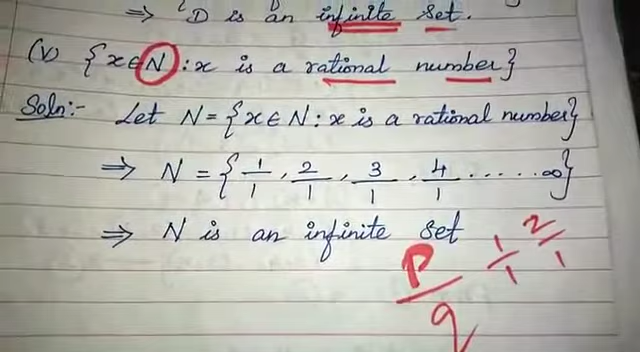 ⇒ D is an infinite set.
(v) {x∈N : x is a rational number}
Soln:- Let N = {x∈N : x is a rational number}
⇒ N = {1/1, 2/1, 3/1, 4/1 ...... ∞}
⇒ N is an infinite set
P/q 1/1 2/1